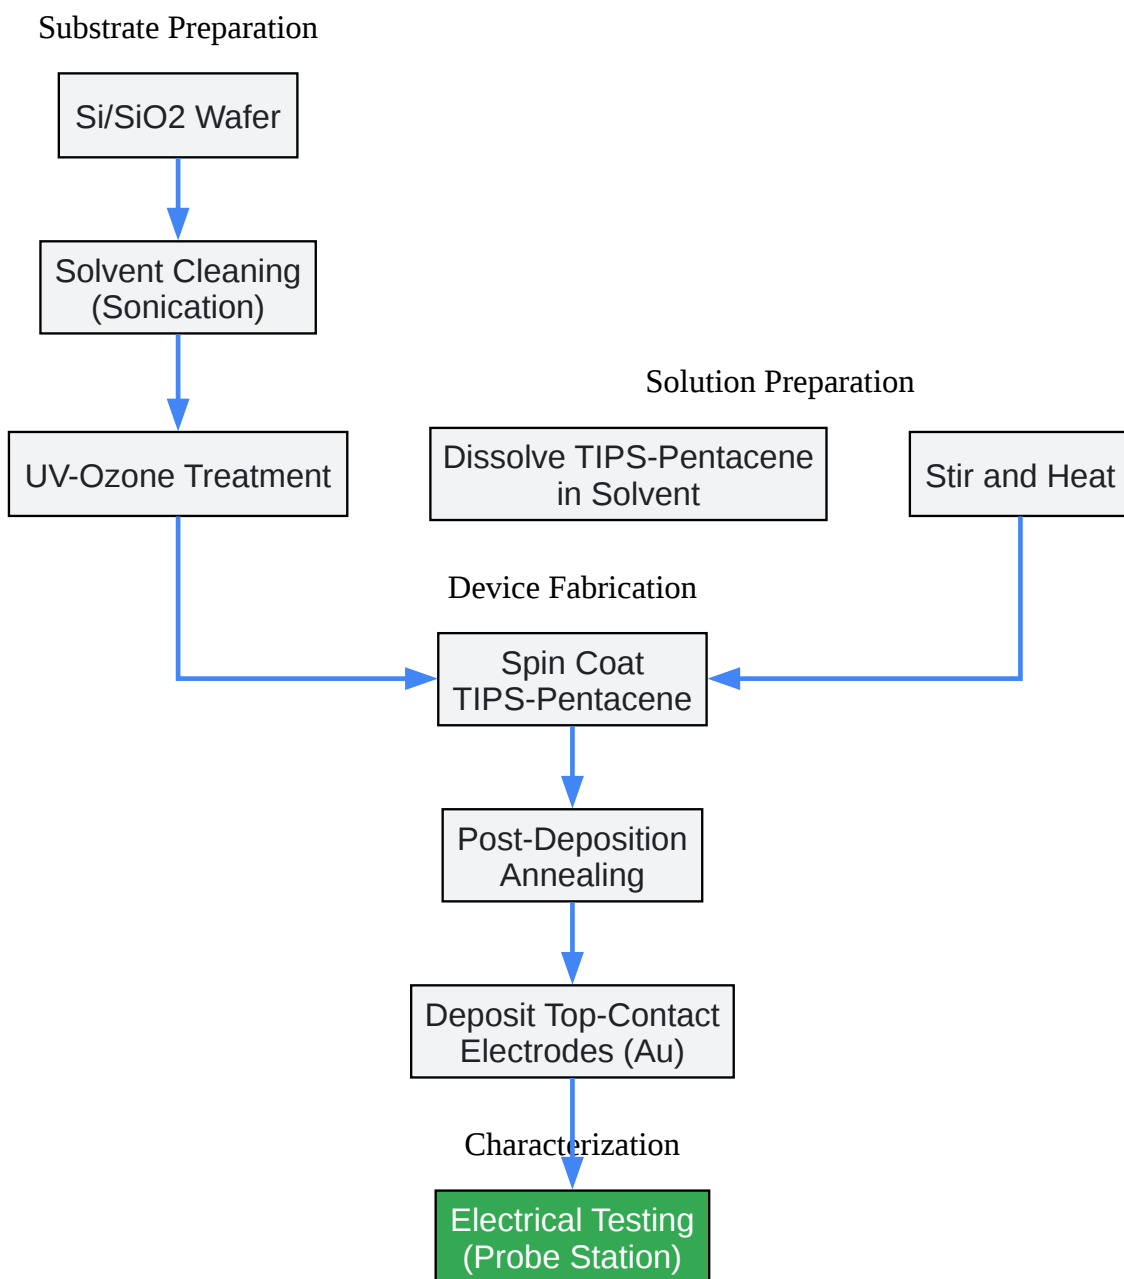 Substrate Preparation
Si/SiO2 Wafer
Solvent Cleaning
(Sonication)
UV-Ozone Treatment
Solution Preparation
Dissolve TIPS-Pentacene
in Solvent
Stir and Heat
Device Fabrication
Spin Coat
TIPS-Pentacene
Post-Deposition
Annealing
Deposit Top-Contact
Electrodes (Au)
Characterization
Electrical Testing
(Probe Station)